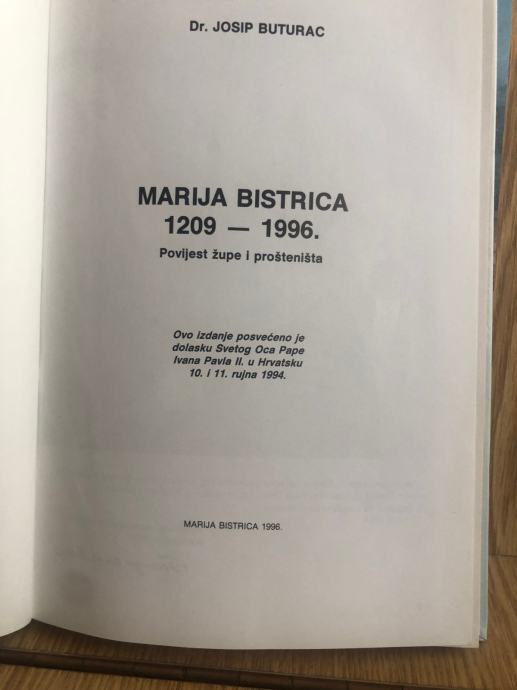 Dr. JOSIP BUTURAC
MARIJA BISTRICA
1209 — 1996.
Povijest župe i prošteništa
Ovo izdanje posvećeno je
dolasku Svetog Oca Pape
Ivana Pavla II. u Hrvatsku
10. i 11. rujna 1994.
MARIJA BISTRICA 1996.